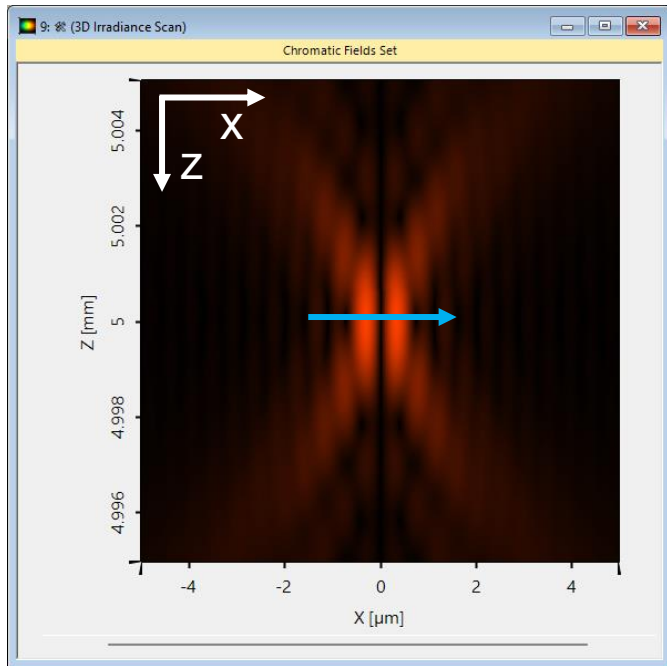 9: (3D Irradiance Scan)
Chromatic Fields Set
X
Z
5.004
5.002
5
4.998
4.996
Z [mm]
-4
-2
0
2
4
X [µm]